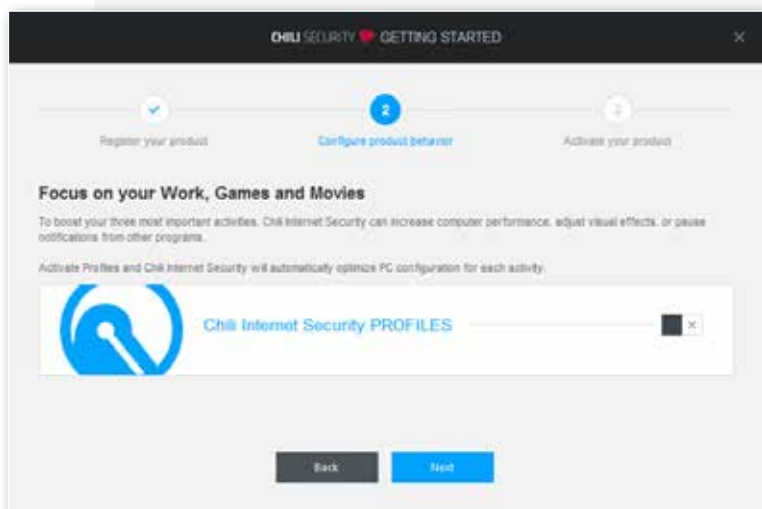 CHILI SECURITY GETTING STARTED
2
Register your product
Configure product behavior
Activate your product
Focus on your Work, Games and Movies
To boost your three most important activities, Chili Internet Security can increase computer performance, adjust visual effects, or pause
notifications from other programs.
Activate Profiles and Chili Internet Security will automatically optimize PC configuration for each activity.
Chili Internet Security PROFILES
Back
Next